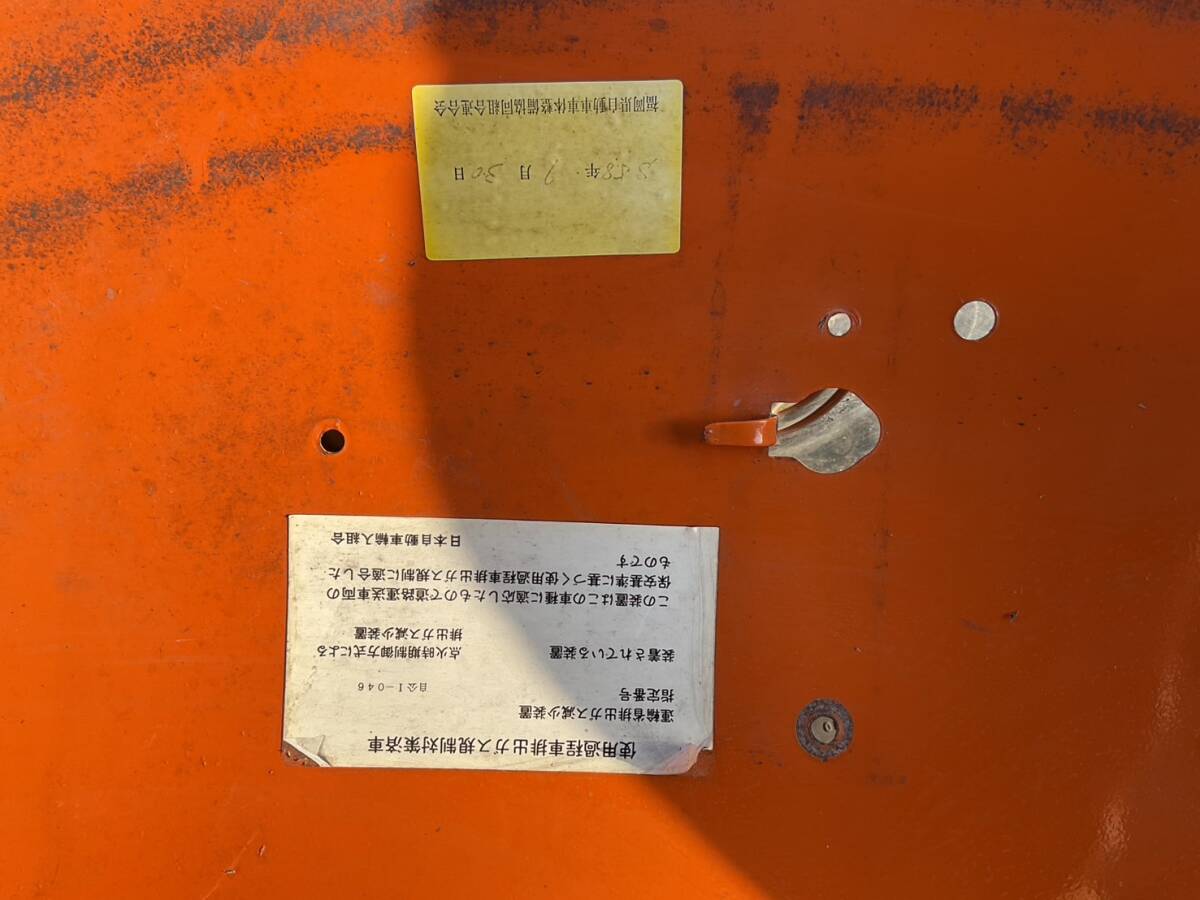 使用過程車排出ガス規制対策済車
運輸省排出ガス減少装置
指定番号 自公I-046
装着されている装置 点火時期制御方式による
排出ガス減少装置
この装置はこの車種に適応したもので道路運送車両の
保安基準に基づく使用過程車排出ガス規制に適合した
ものです
日本自動車輸入組合
福岡県自動車車体整備協同組合連合会
S.58年 月 30日